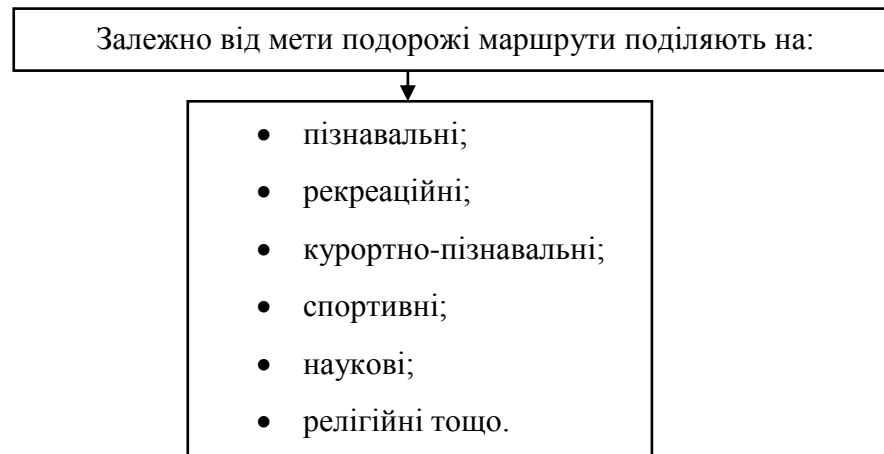 Залежно від мети подорожі маршрути поділяють на:
• пізнавальні;
• рекреаційні;
• курортно-пізнавальні;
• спортивні;
• наукові;
• релігійні тощо.